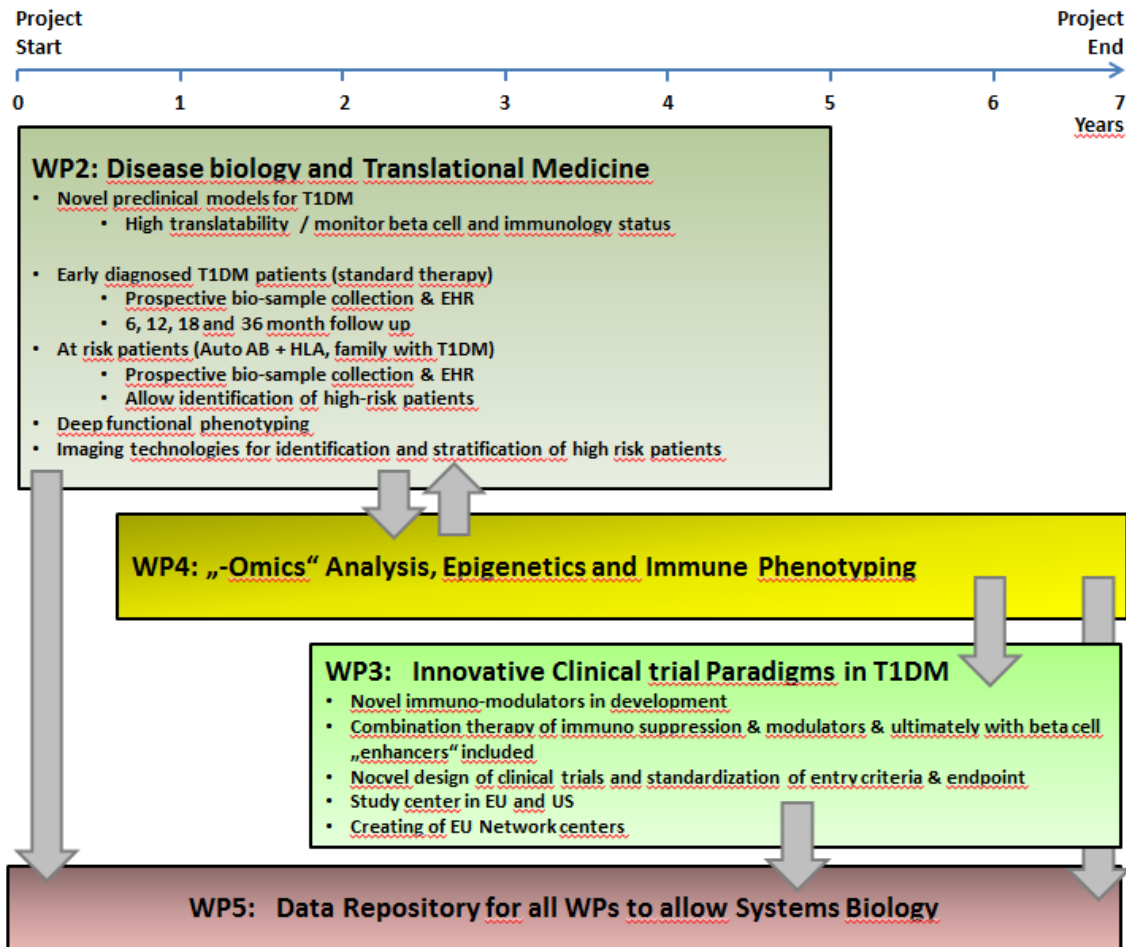 Project
Start
Project
End
0 1 2 3 4 5 6 7
Years
WP2: Disease biology and Translational Medicine
• Novel preclinical models for T1DM
• High translatability / monitor beta cell and immunology status
• Early diagnosed T1DM patients (standard therapy)
• Prospective bio-sample collection & EHR
• 6, 12, 18 and 36 month follow up
• At risk patients (Auto AB + HLA, family with T1DM)
• Prospective bio-sample collection & EHR
• Allow identification of high-risk patients
• Deep functional phenotyping
• Imaging technologies for identification and stratification of high risk patients
WP4: „-Omics“ Analysis, Epigenetics and Immune Phenotyping
WP3: Innovative Clinical trial Paradigms in T1DM
• Novel immuno-modulators in development
• Combination therapy of immuno suppression & modulators & ultimately with beta cell
„enhancers“ included
• Nocvel design of clinical trials and standardization of entry criteria & endpoint
• Study center in EU and US
• Creating of EU Network centers
WP5: Data Repository for all WPs to allow Systems Biology